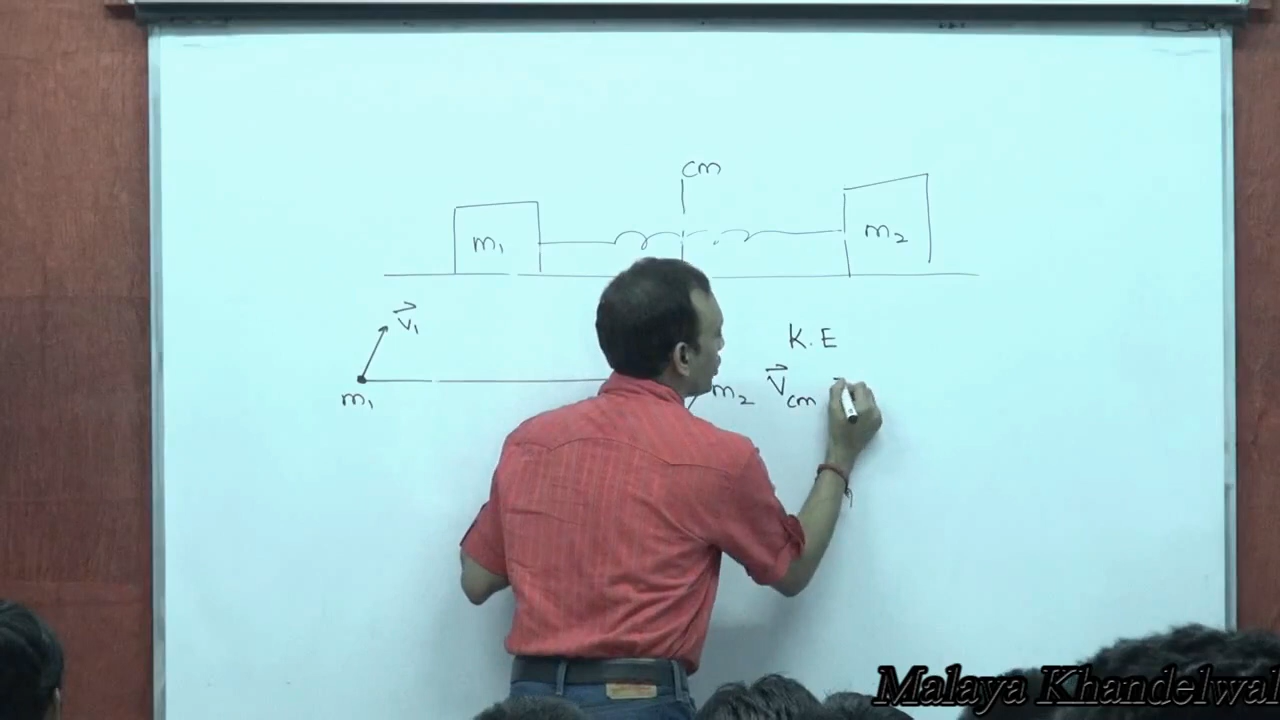 cm
m₁ m₂
v⃗₁
K.E
m₁ m₂ V⃗cm
Malaya Khandelwal